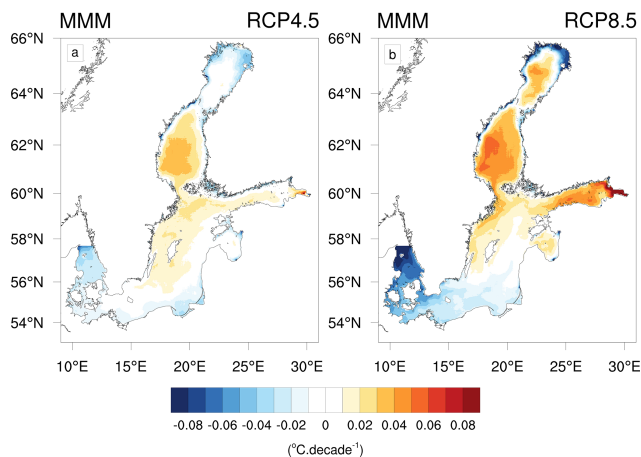 MMM RCP4.5 MMM RCP8.5
66°N 66°N
a b
64°N 64°N
62°N 62°N
60°N 60°N
58°N 58°N
56°N 56°N
54°N 54°N
10°E 15°E 20°E 25°E 30°E 10°E 15°E 20°E 25°E 30°E
-0.08 -0.06 -0.04 -0.02 0 0.02 0.04 0.06 0.08
(°C.decade⁻¹)